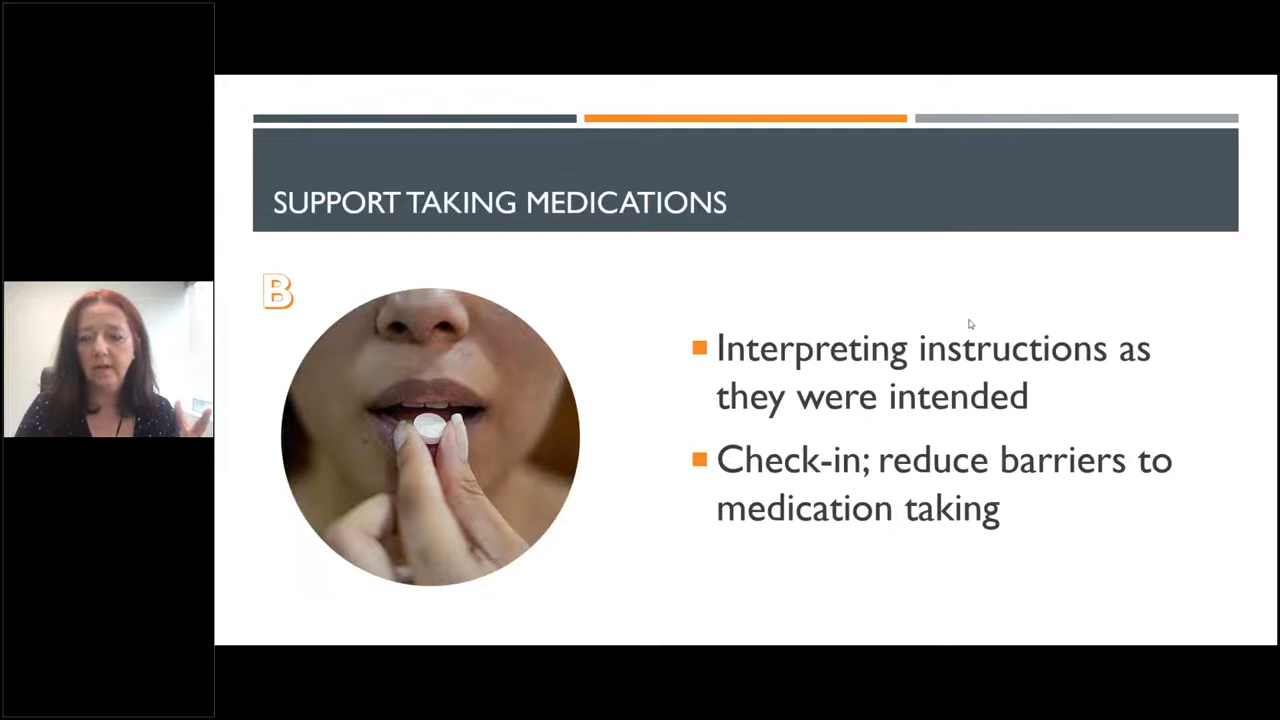 SUPPORT TAKING MEDICATIONS
B
Interpreting instructions as
they were intended
Check-in; reduce barriers to
medication taking